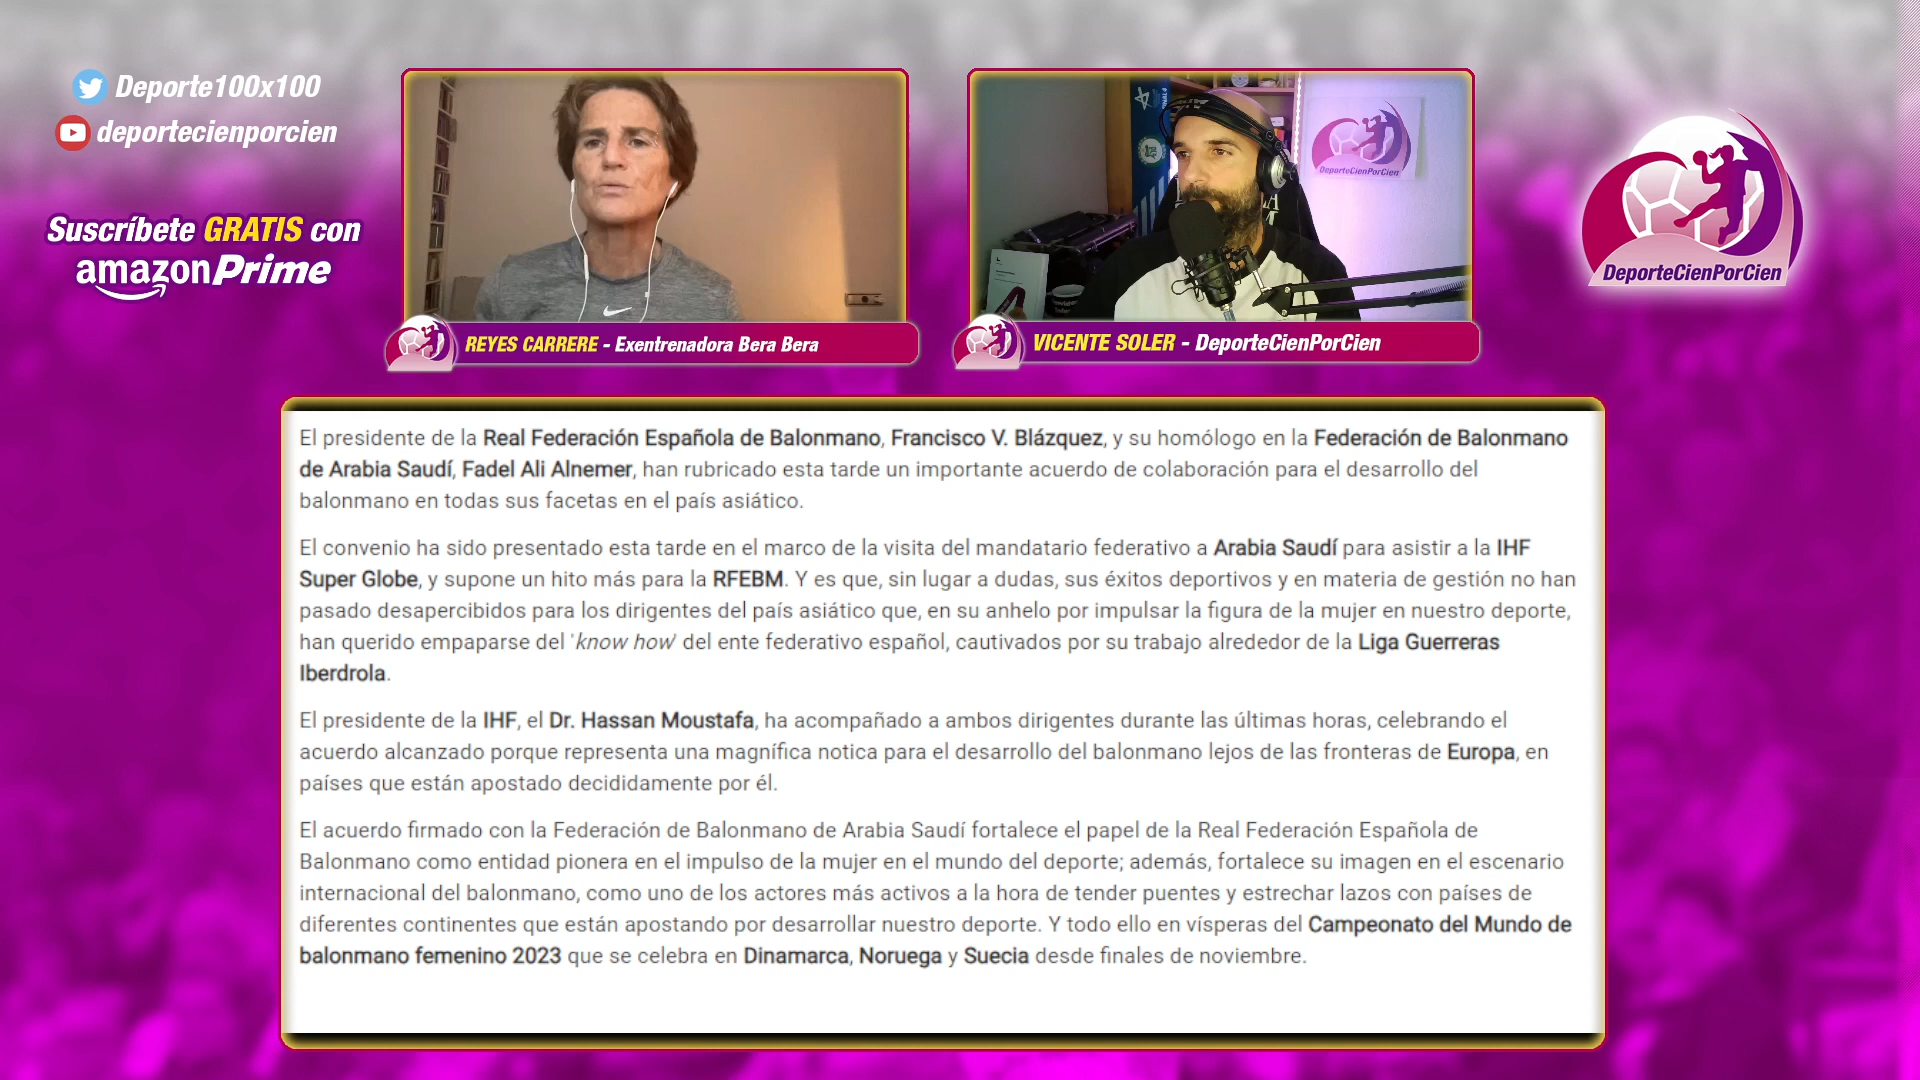 Deporte100x100
deportecienporcien
Suscríbete GRATIS con
amazonPrime
DeporteCienPorCien
DeporteCienPorCien
REYES CARRERE - Exentrenadora Bera Bera
VICENTE SOLER - DeporteCienPorCien
El presidente de la Real Federación Española de Balonmano, Francisco V. Blázquez, y su homólogo en la Federación de Balonmano
de Arabia Saudí, Fadel Ali Alnemer, han rubricado esta tarde un importante acuerdo de colaboración para el desarrollo del
balonmano en todas sus facetas en el país asiático.
El convenio ha sido presentado esta tarde en el marco de la visita del mandatario federativo a Arabia Saudí para asistir a la IHF
Super Globe, y supone un hito más para la RFEBM. Y es que, sin lugar a dudas, sus éxitos deportivos y en materia de gestión no han
pasado desapercibidos para los dirigentes del país asiático que, en su anhelo por impulsar la figura de la mujer en nuestro deporte,
han querido empaparse del 'know how' del ente federativo español, cautivados por su trabajo alrededor de la Liga Guerreras
Iberdrola.
El presidente de la IHF, el Dr. Hassan Moustafa, ha acompañado a ambos dirigentes durante las últimas horas, celebrando el
acuerdo alcanzado porque representa una magnífica notica para el desarrollo del balonmano lejos de las fronteras de Europa, en
países que están apostado decididamente por él.
El acuerdo firmado con la Federación de Balonmano de Arabia Saudí fortalece el papel de la Real Federación Española de
Balonmano como entidad pionera en el impulso de la mujer en el mundo del deporte; además, fortalece su imagen en el escenario
internacional del balonmano, como uno de los actores más activos a la hora de tender puentes y estrechar lazos con países de
diferentes continentes que están apostando por desarrollar nuestro deporte. Y todo ello en vísperas del Campeonato del Mundo de
balonmano femenino 2023 que se celebra en Dinamarca, Noruega y Suecia desde finales de noviembre.